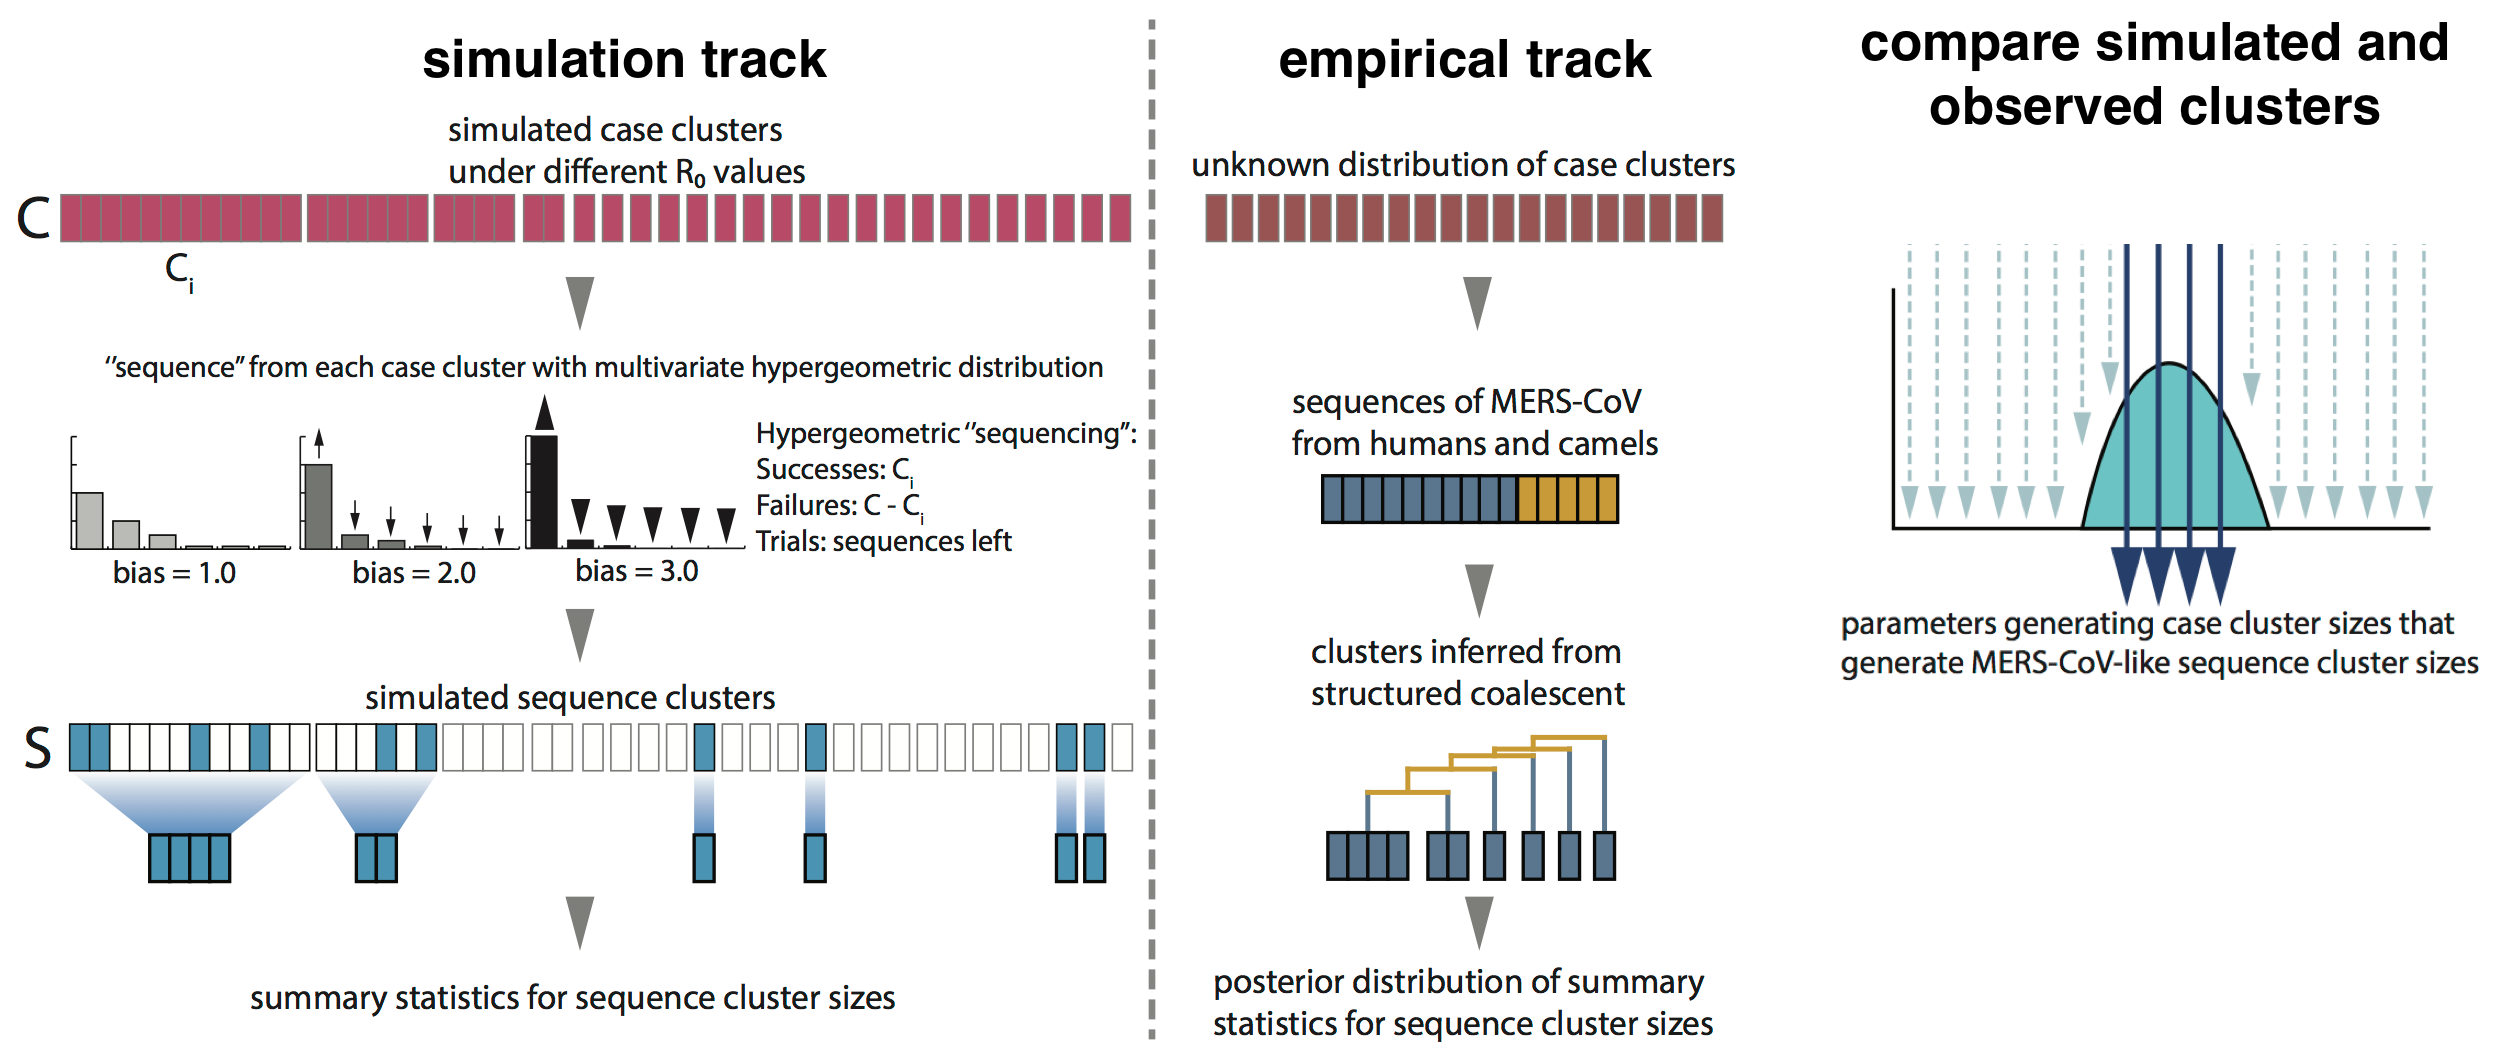 simulation track
simulated case clusters
under different R₀ values
C
Cᵢ
“sequence” from each case cluster with multivariate hypergeometric distribution
bias = 1.0
bias = 2.0
bias = 3.0
Hypergeometric “sequencing”:
Successes: Cᵢ
Failures: C - Cᵢ
Trials: sequences left
simulated sequence clusters
S
summary statistics for sequence cluster sizes
empirical track
unknown distribution of case clusters
sequences of MERS-CoV
from humans and camels
clusters inferred from
structured coalescent
posterior distribution of summary
statistics for sequence cluster sizes
compare simulated and
observed clusters
parameters generating case cluster sizes that
generate MERS-CoV-like sequence cluster sizes